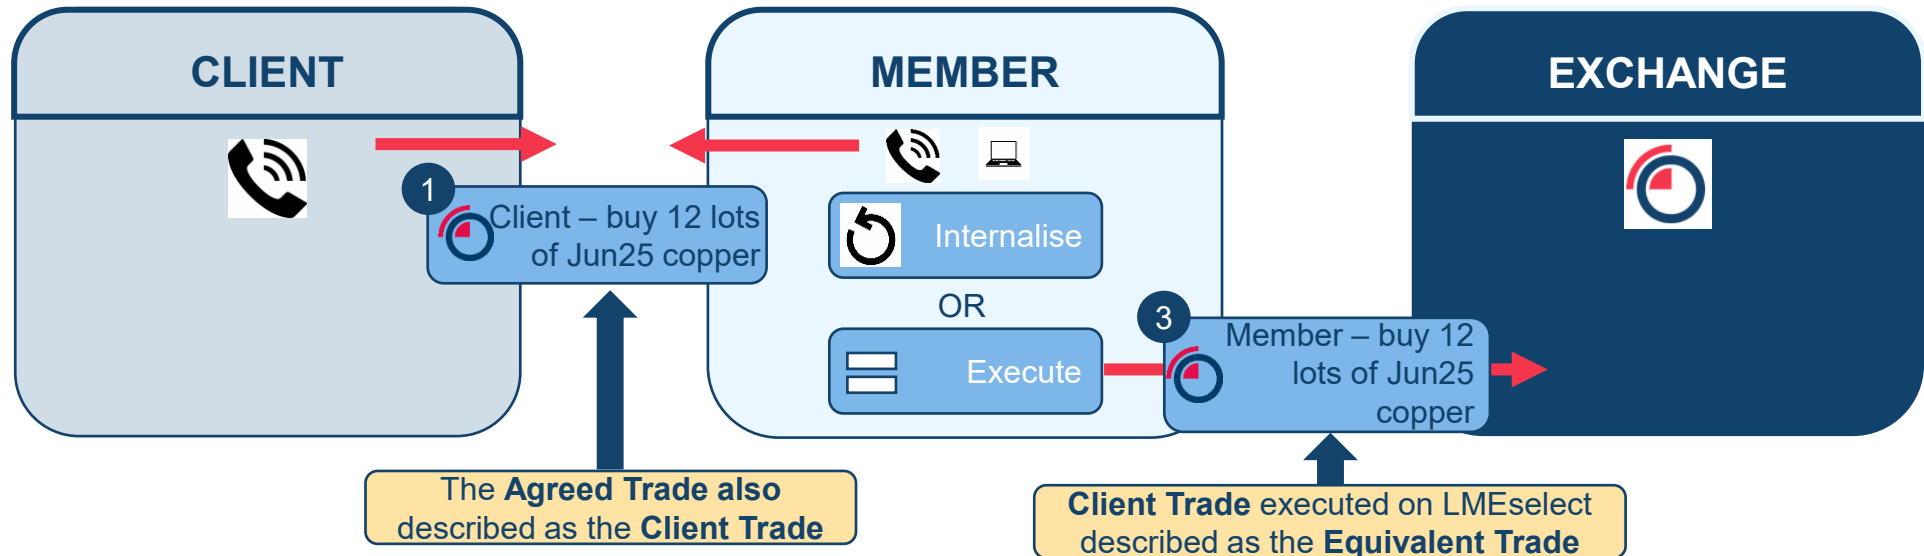 CLIENT
MEMBER
EXCHANGE
1
Client – buy 12 lots
of Jun25 copper
Internalise
OR
Execute
3
Member – buy 12
lots of Jun25
copper
The Agreed Trade also
described as the Client Trade
Client Trade executed on LMEselect
described as the Equivalent Trade